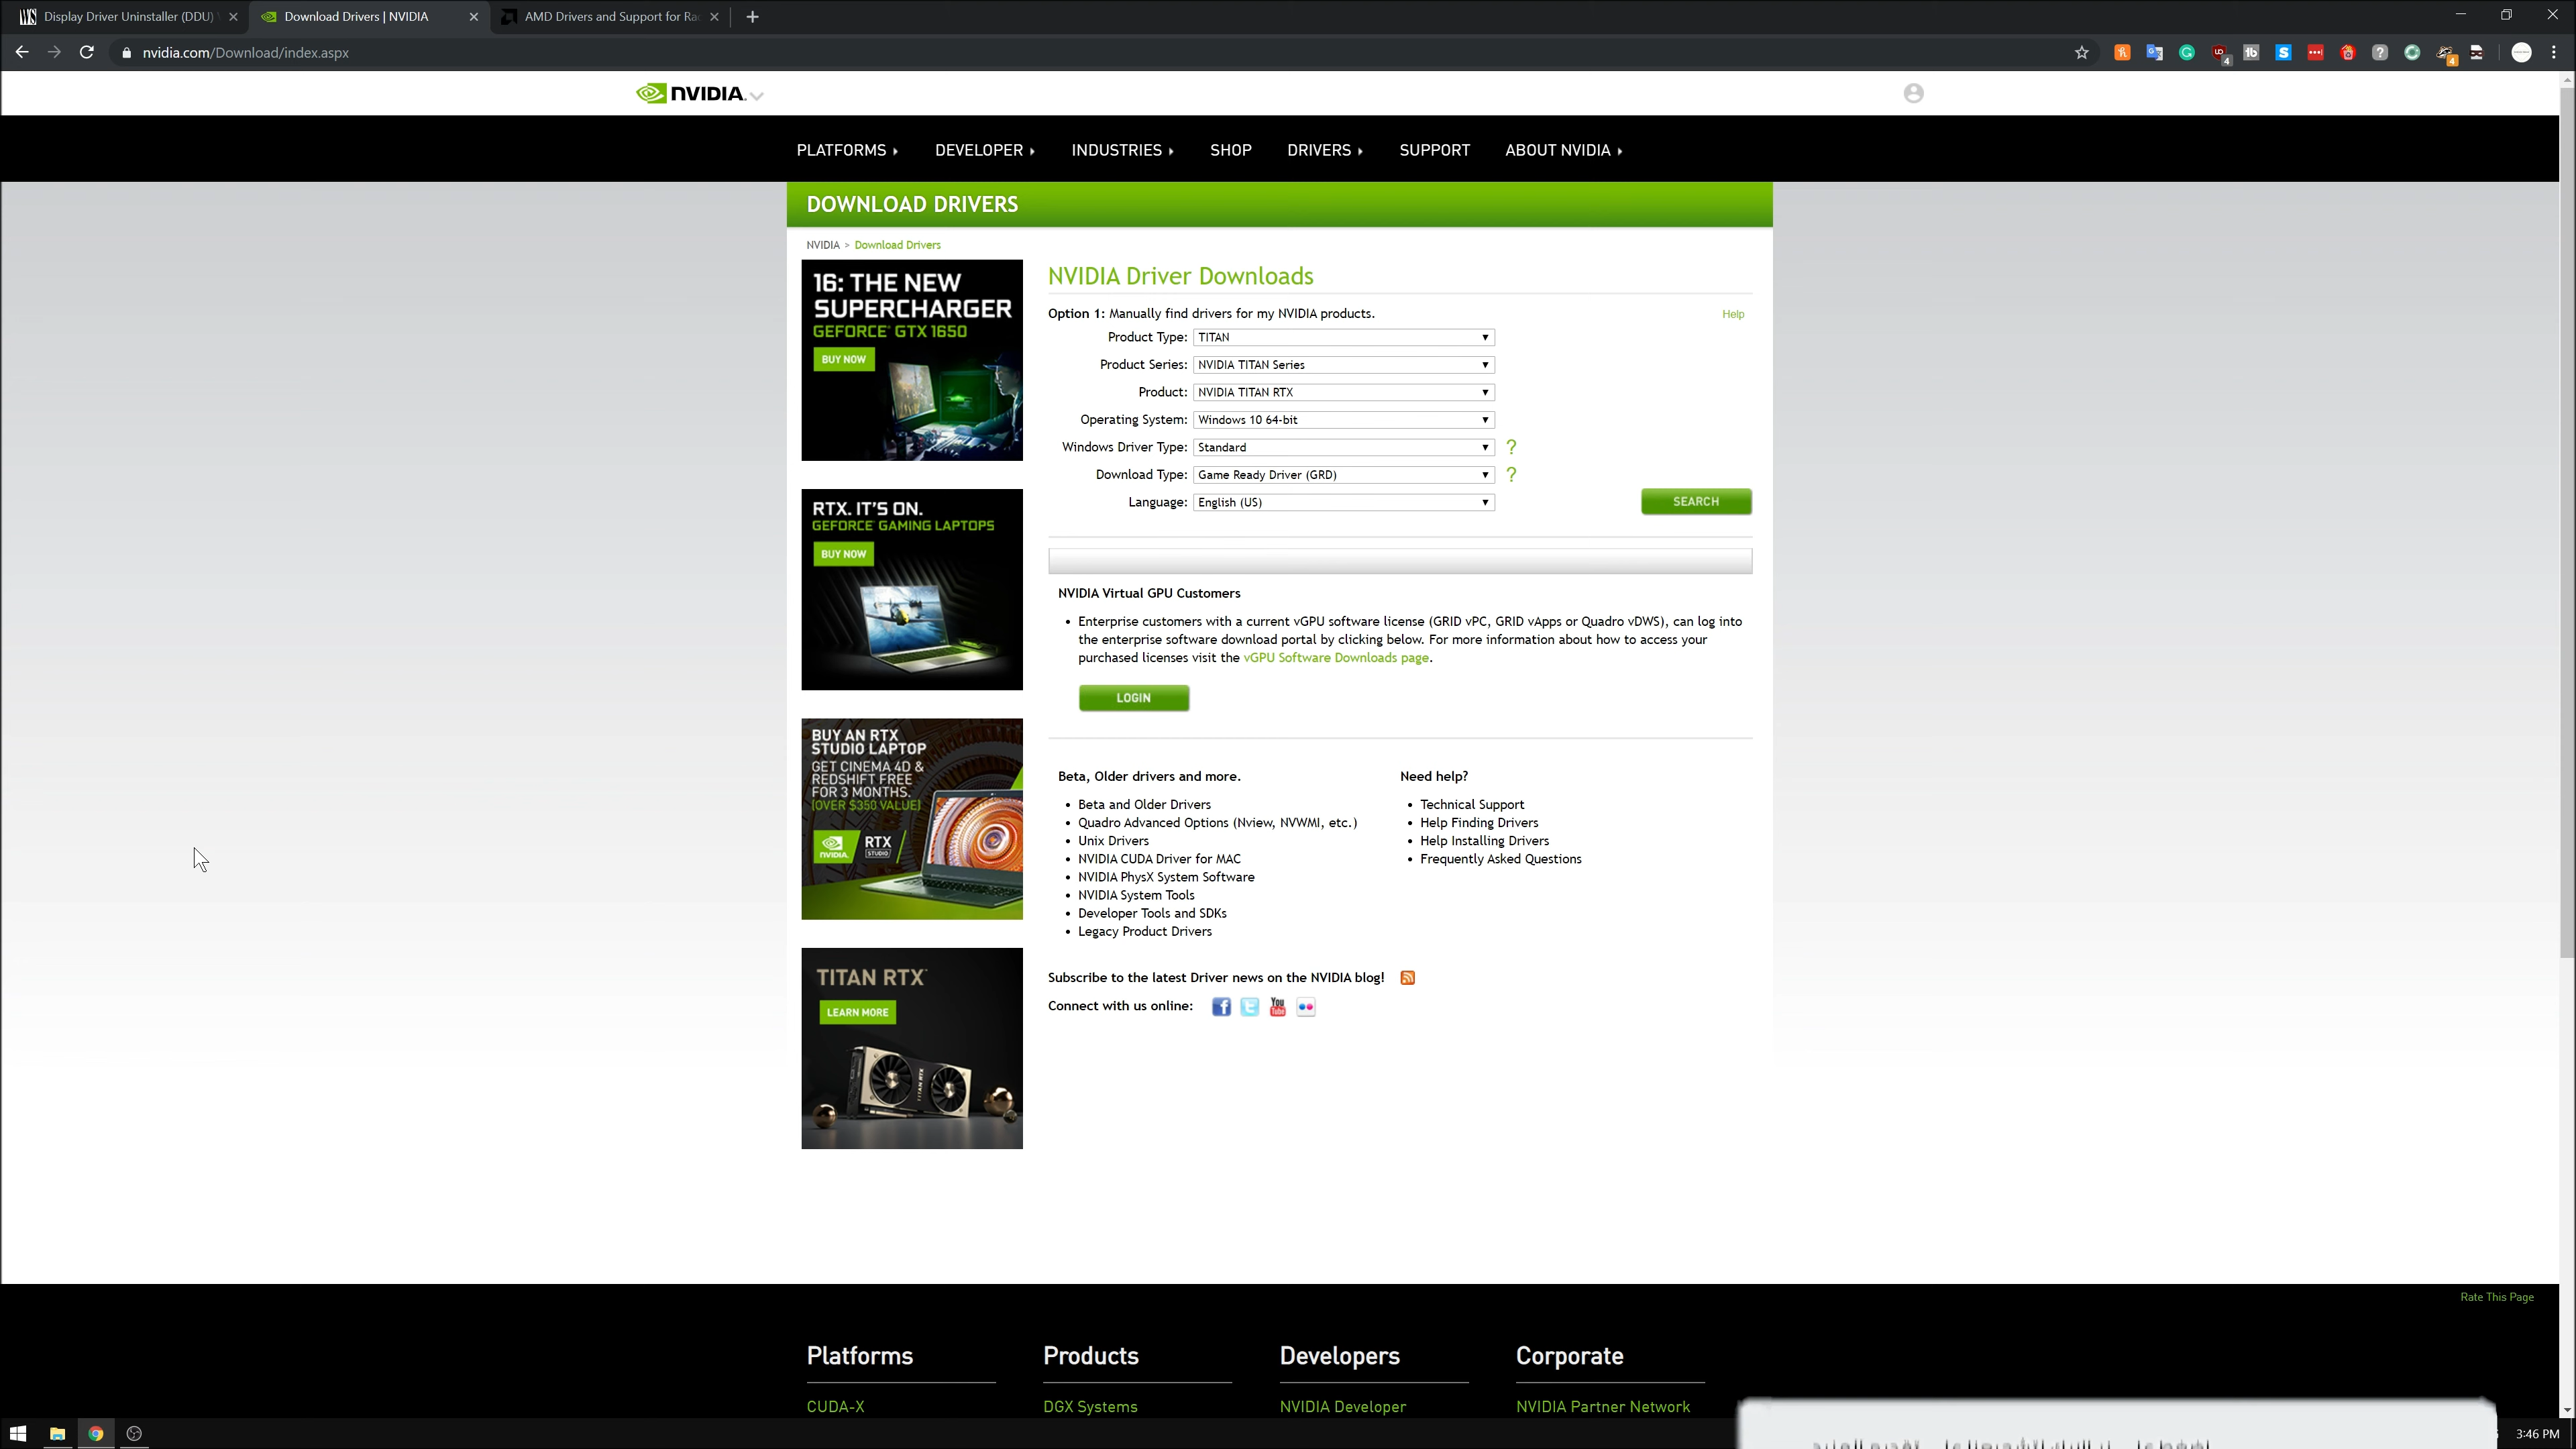 Display Driver Uninstaller (DDU)
Download Drivers | NVIDIA
AMD Drivers and Support for Ra
nvidia.com/Download/index.aspx
NVIDIA.
PLATFORMS
DEVELOPER
INDUSTRIES
SHOP
DRIVERS
SUPPORT
ABOUT NVIDIA
DOWNLOAD DRIVERS
NVIDIA > Download Drivers
16: THE NEW
SUPERCHARGER
GEFORCE® GTX 1650
BUY NOW
RTX. IT'S ON.
GEFORCE® GAMING LAPTOPS
BUY NOW
BUY AN RTX
STUDIO LAPTOP
GET CINEMA 4D &
REDSHIFT FREE
FOR 3 MONTHS.
(OVER $350 VALUE)
NVIDIA.
RTX
STUDIO
TITAN RTX™
LEARN MORE
TITAN RTX
NVIDIA Driver Downloads
Option 1: Manually find drivers for my NVIDIA products.
Help
Product Type: TITAN
Product Series: NVIDIA TITAN Series
Product: NVIDIA TITAN RTX
Operating System: Windows 10 64-bit
Windows Driver Type: Standard ?
Download Type: Game Ready Driver (GRD) ?
Language: English (US)
SEARCH
NVIDIA Virtual GPU Customers
• Enterprise customers with a current vGPU software license (GRID vPC, GRID vApps or Quadro vDWS), can log into
the enterprise software download portal by clicking below. For more information about how to access your
purchased licenses visit the vGPU Software Downloads page.
LOGIN
Beta, Older drivers and more.
• Beta and Older Drivers
• Quadro Advanced Options (Nview, NVWMI, etc.)
• Unix Drivers
• NVIDIA CUDA Driver for MAC
• NVIDIA PhysX System Software
• NVIDIA System Tools
• Developer Tools and SDKs
• Legacy Product Drivers
Need help?
• Technical Support
• Help Finding Drivers
• Help Installing Drivers
• Frequently Asked Questions
Subscribe to the latest Driver news on the NVIDIA blog!
Connect with us online:
You
Tube
Rate This Page
Platforms
CUDA-X
Products
DGX Systems
Developers
NVIDIA Developer
Corporate
NVIDIA Partner Network
3:46 PM